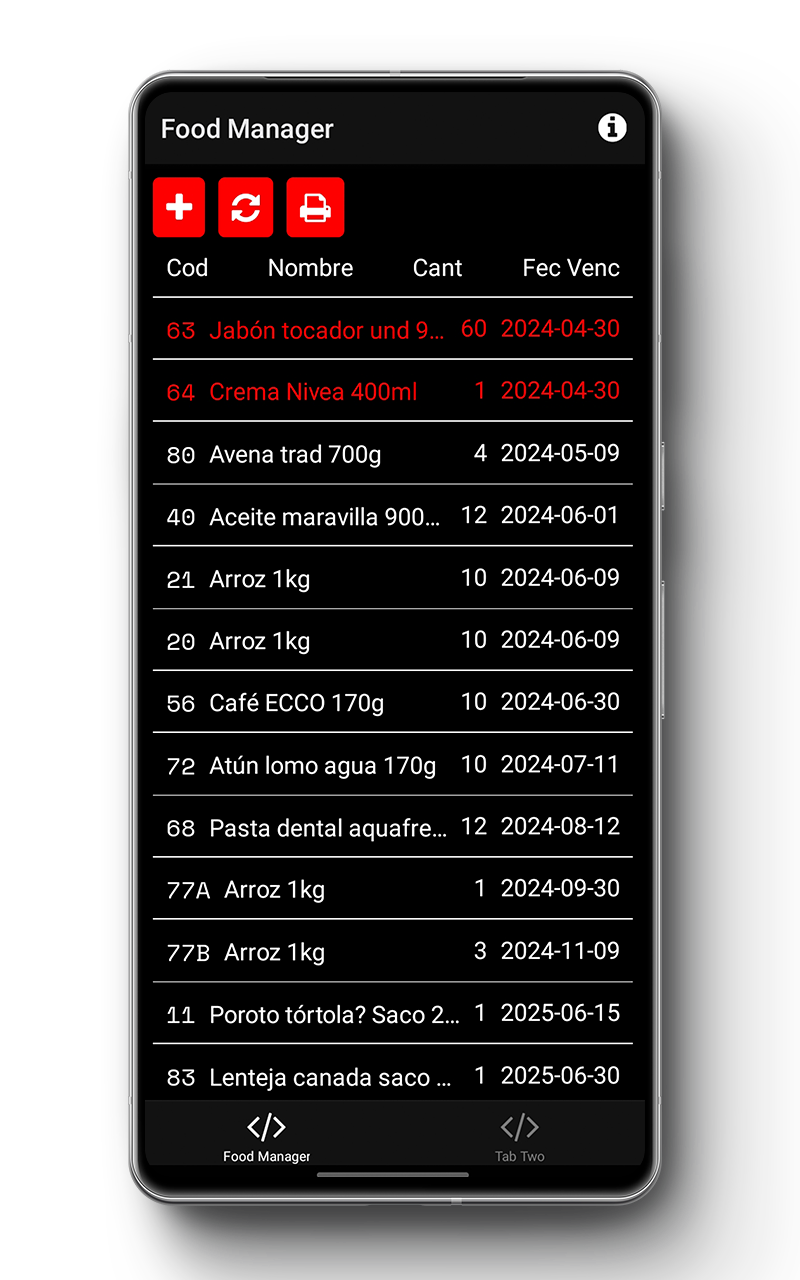 Food Manager
Cod Nombre Cant Fec Venc
63 Jabón tocador und 9... 60 2024-04-30
64 Crema Nivea 400ml 1 2024-04-30
80 Avena trad 700g 4 2024-05-09
40 Aceite maravilla 900... 12 2024-06-01
21 Arroz 1kg 10 2024-06-09
20 Arroz 1kg 10 2024-06-09
56 Café ECCO 170g 10 2024-06-30
72 Atún lomo agua 170g 10 2024-07-11
68 Pasta dental aquafre... 12 2024-08-12
77A Arroz 1kg 1 2024-09-30
77B Arroz 1kg 3 2024-11-09
11 Poroto tórtola? Saco 2... 1 2025-06-15
83 Lenteja canada saco ... 1 2025-06-30
Food Manager Tab Two